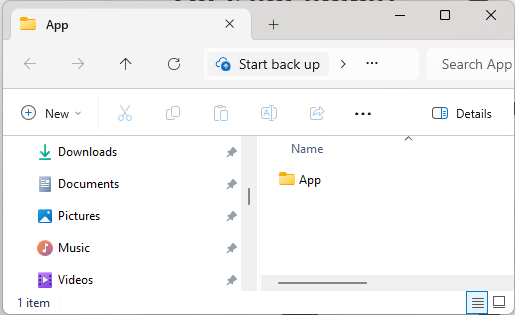 App
Start back up
Search App
New
Details
Downloads
Documents
Pictures
Music
Videos
Name
App
1 item